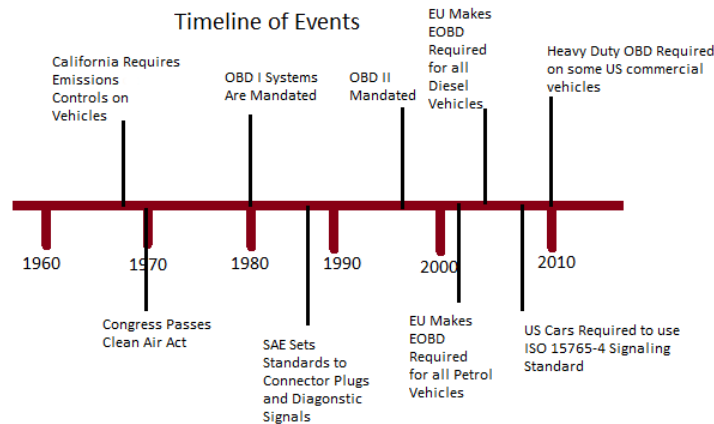 Timeline of Events
California Requires
Emissions
Controls on
Vehicles
OBD I Systems
Are Mandated
OBD II
Mandated
EU Makes
EOBD
Required
for all
Diesel
Vehicles
Heavy Duty OBD Required
on some US commercial
vehicles
1960
1970
1980
1990
2000
2010
Congress Passes
Clean Air Act
SAE Sets
Standards to
Connector Plugs
and Diagonstic
Signals
EU Makes
EOBD
Required
for all Petrol
Vehicles
US Cars Required to use
ISO 15765-4 Signaling
Standard